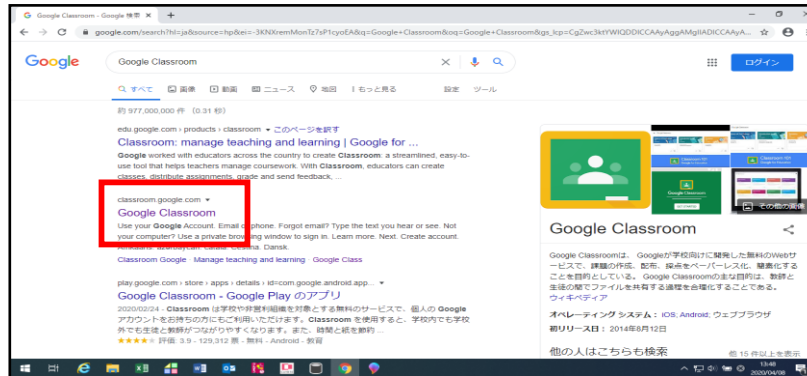 Google Classroom - Google 検索
google.com/search?hl=ja&source=hp&ei=-3KNXremMonTz7sP1cyoEA&q=Google+Classroom&oq=Google+Classroom&gs_lcp=CgZwc3ktYWIQDDICCAAyAggAMgIIADICCAAyA...
Google
Google Classroom
ログイン
すべて 画像 動画 ニュース 地図 もっと見る 設定 ツール
約 977,000,000 件 (0.31 秒)
edu.google.com › products › classroom ▼ このページを訳す
Classroom: manage teaching and learning | Google for ...
Google worked with educators across the country to create Classroom: a streamlined, easy-to-
use tool that helps teachers manage coursework. With Classroom, educators can create
classes, distribute assignments, grade and send feedback, ...
classroom.google.com ▼
Google Classroom
Use your Google Account. Email or phone. Forgot email? Type the text you hear or see. Not
your computer? Use a private browsing window to sign in. Learn more. Next. Create account.
Dansk.
Classroom Google · Manage teaching and learning · Google Class
play.google.com › store › apps › details › id=com.google.android.app... ▼
Google Classroom - Google Play のアプリ
2020/02/24 - Classroom は学校や非営利組織を対象とする無料のサービスで、個人の Google
アカウントをお持ちの方にもご利用いただけます。Classroom を使用すると、学校内でも学校
外でも生徒と教師がつながりやすくなります。また、時間と紙を節約 ...
★★★★☆ 評価: 3.9 - 129,312 票 - 無料 - Android - 教育
その他の画像
Google Classroom
Google Classroomは、Googleが学校向けに開発した無料のWebサ
ービスで、課題の作成、配布、採点をペーパーレス化、簡素化する
ことを目的としている。Google Classroomの主な目的は、教師と
生徒の間でファイルを共有する過程を合理化することである。
ウィキペディア
オペレーティング システム: iOS; Android; ウェブブラウザ
初リリース日: 2014年8月12日
他の人はこちらも検索
他 15 件以上を表示
13:48
2020/04/08